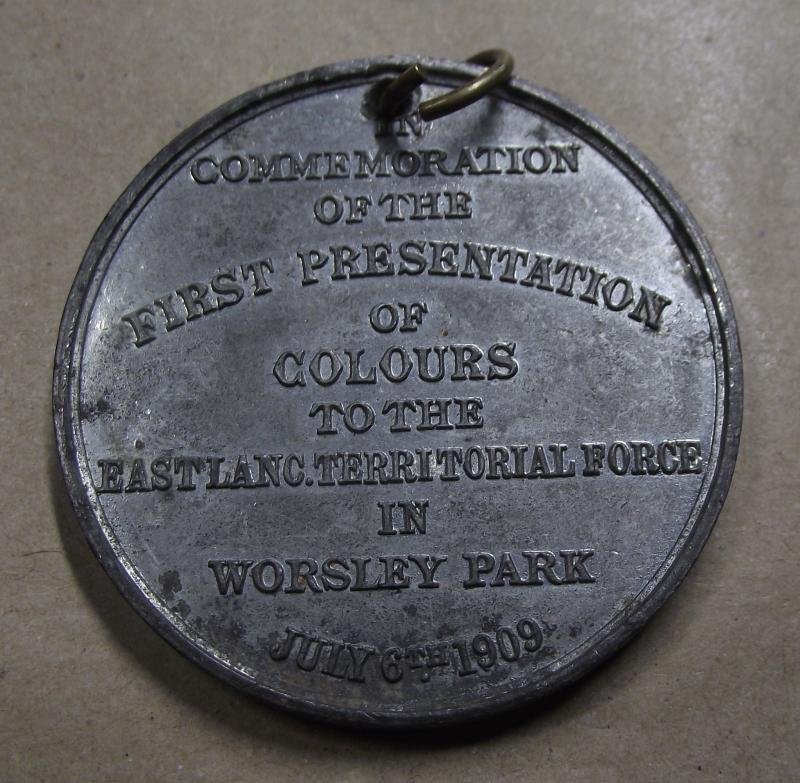 IN
COMMEMORATION
OF THE
FIRST PRESENTATION
OF
COLOURS
TO THE
EAST LANC. TERRITORIAL FORCE
IN
WORSLEY PARK
JULY 6TH 1909